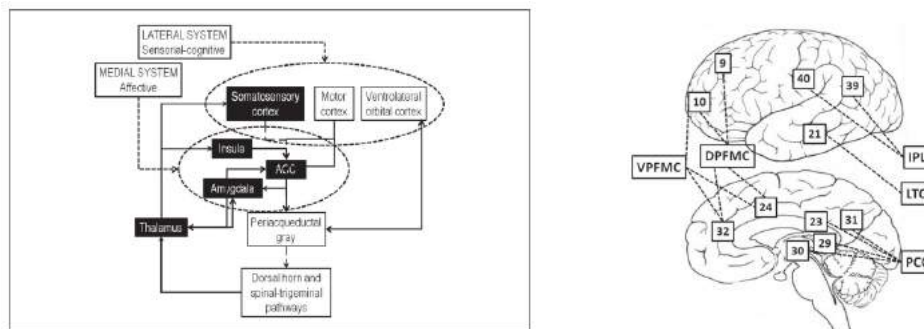 LATERAL SYSTEM
Sensorial-cognitive
MEDIAL SYSTEM
Affective
Somatosensory
cortex
Motor
cortex
Ventrolateral
orbital cortex
Insula
ACC
Amygdala
Thalamus
Periacqueductal
gray
Dorsal horn and
spinal-trigeminal
pathways
9
10
40
39
21
VPFMC
DPFMC
IPL
LTC
24
32
23
31
29
30
PCC